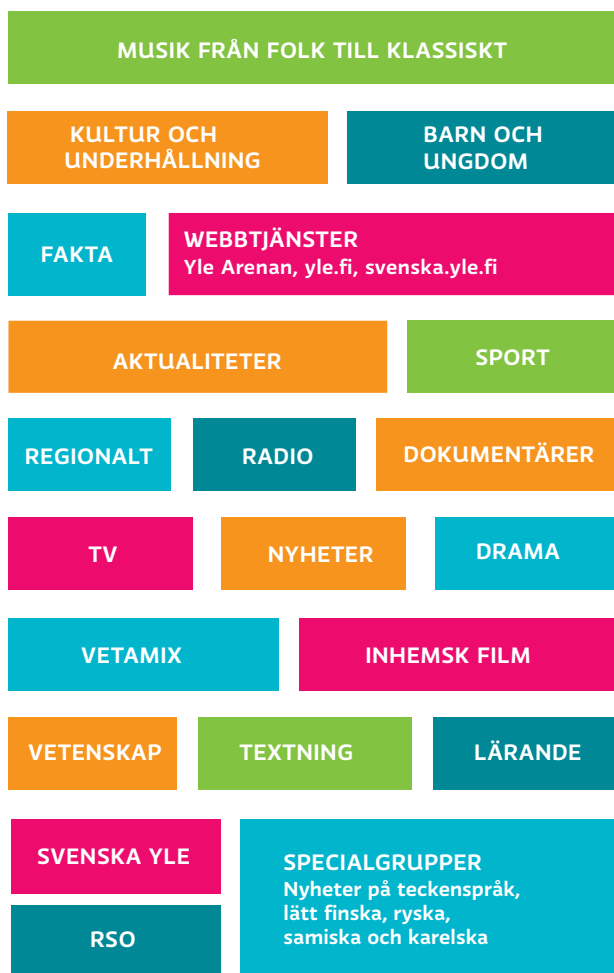 MUSIK FRÅN FOLK TILL KLASSISKT
KULTUR OCH
UNDERHÅLLNING
BARN OCH
UNGDOM
FAKTA
WEBBTJÄNSTER
Yle Arenan, yle.fi, svenska.yle.fi
AKTUALITETER
SPORT
REGIONALT
RADIO
DOKUMENTÄRER
TV
NYHETER
DRAMA
VETAMIX
INHEMSK FILM
VETENSKAP
TEXTNING
LÄRANDE
SVENSKA YLE
RSO
SPECIALGRUPPER
Nyheter på teckenspråk,
lätt finska, ryska,
samiska och karelska